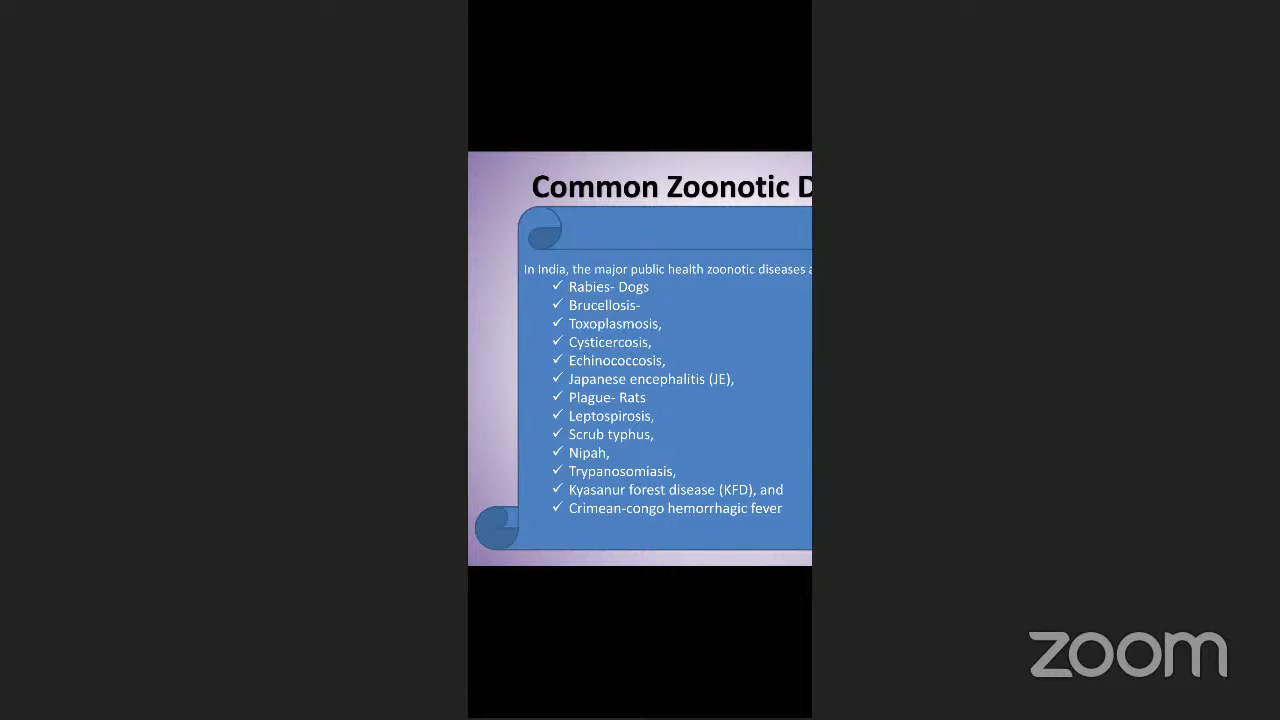 Common Zoonotic D
In India, the major public health zoonotic diseases
✓ Rabies- Dogs
✓ Brucellosis-
✓ Toxoplasmosis,
✓ Cysticercosis,
✓ Echinococcosis,
✓ Japanese encephalitis (JE),
✓ Plague- Rats
✓ Leptospirosis,
✓ Scrub typhus,
✓ Nipah,
✓ Trypanosomiasis,
✓ Kyasanur forest disease (KFD), and
✓ Crimean-congo hemorrhagic fever
zoom